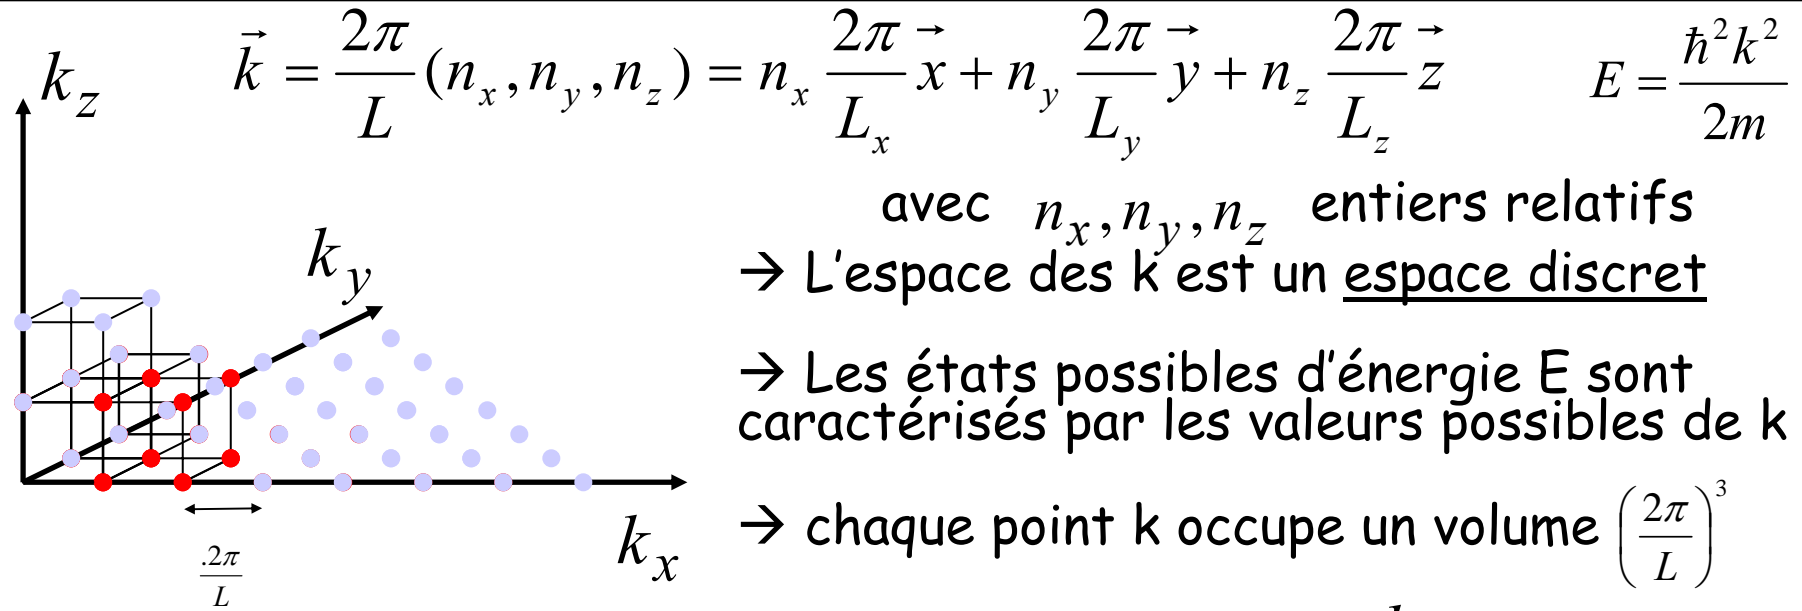 k⃗ = 2π/L (n_x, n_y, n_z) = n_x 2π/L_x x⃗ + n_y 2π/L_y y⃗ + n_z 2π/L_z z⃗
E = ℏ²k²/2m
k_z
avec n_x, n_y, n_z entiers relatifs
k_y
→ L'espace des k est un espace discret
→ Les états possibles d'énergie E sont
caractérisés par les valeurs possibles de k
→ chaque point k occupe un volume (2π/L)³
k_x
.2π/L